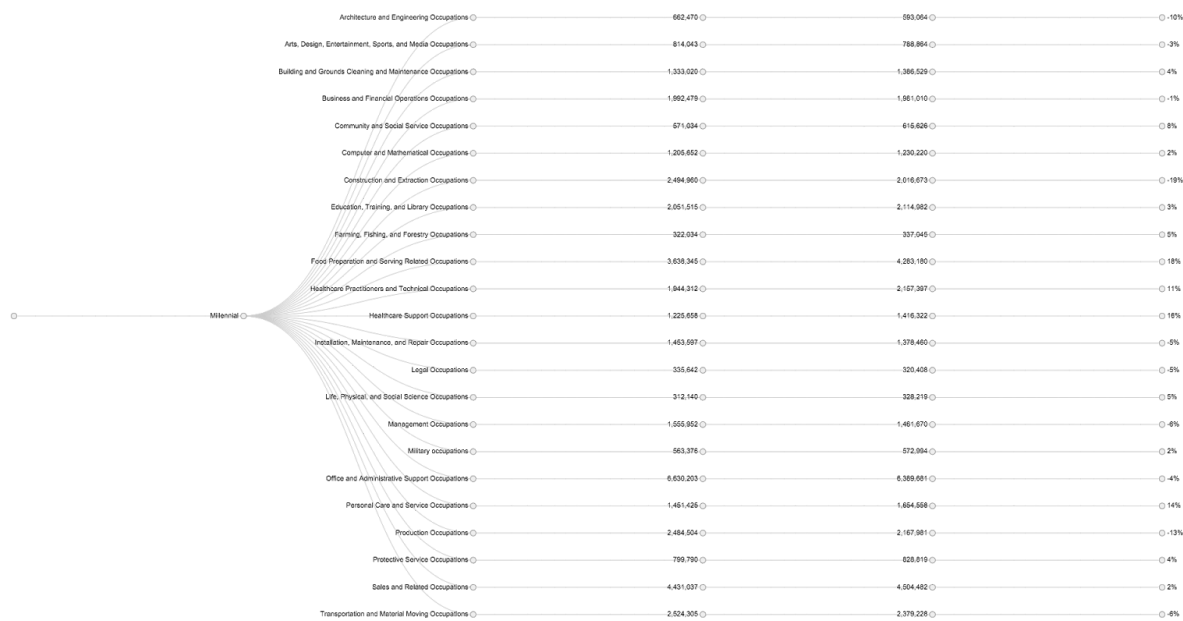 Architecture and Engineering Occupations 662,470 593,064 -10%
Arts, Design, Entertainment, Sports, and Media Occupations 814,043 788,864 -3%
Building and Grounds Cleaning and Maintenance Occupations 1,333,020 1,386,529 4%
Business and Financial Operations Occupations 1,992,479 1,981,010 -1%
Community and Social Service Occupations 571,034 615,626 8%
Computer and Mathematical Occupations 1,205,652 1,230,220 2%
Construction and Extraction Occupations 2,494,960 2,016,673 -19%
Education, Training, and Library Occupations 2,051,515 2,114,982 3%
Farming, Fishing, and Forestry Occupations 322,034 337,045 5%
Food Preparation and Serving Related Occupations 3,638,345 4,283,180 18%
Healthcare Practitioners and Technical Occupations 1,944,312 2,157,397 11%
Millennial Healthcare Support Occupations 1,225,658 1,416,322 16%
Installation, Maintenance, and Repair Occupations 1,453,597 1,378,460 -5%
Legal Occupations 335,642 320,408 -5%
Life, Physical, and Social Science Occupations 312,140 328,219 5%
Management Occupations 1,555,952 1,461,670 -6%
Military occupations 563,376 572,994 2%
Office and Administrative Support Occupations 6,630,203 6,389,681 -4%
Personal Care and Service Occupations 1,451,425 1,654,556 14%
Production Occupations 2,484,504 2,167,981 -13%
Protective Service Occupations 799,790 828,819 4%
Sales and Related Occupations 4,431,037 4,504,482 2%
Transportation and Material Moving Occupations 2,524,305 2,379,228 -6%